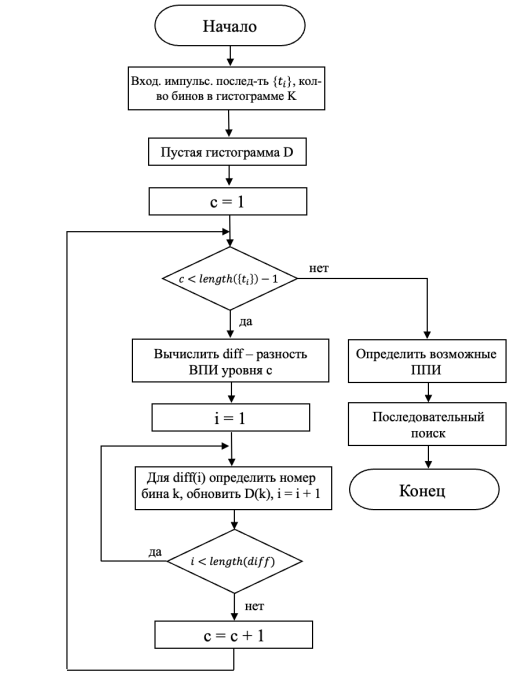 Начало
Вход. импульс. послед-ть {tᵢ}, кол-
во бинов в гистограмме K
Пустая гистограмма D
c = 1
c < length({tᵢ}) − 1
нет
да
Вычислить diff – разность
ВПИ уровня c
Определить возможные
ППИ
i = 1
Последовательный
поиск
Для diff(i) определить номер
бина k, обновить D(k), i = i + 1
Конец
да
i < length(diff)
нет
c = c + 1